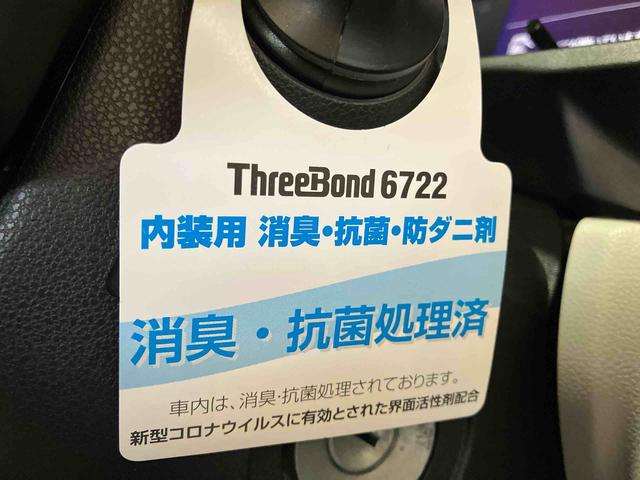 ThreeBond 6722
内装用 消臭・抗菌・防ダニ剤
消臭・抗菌処理済
車内は、消臭・抗菌処理されております。
新型コロナウイルスに有効とされた界面活性剤配合